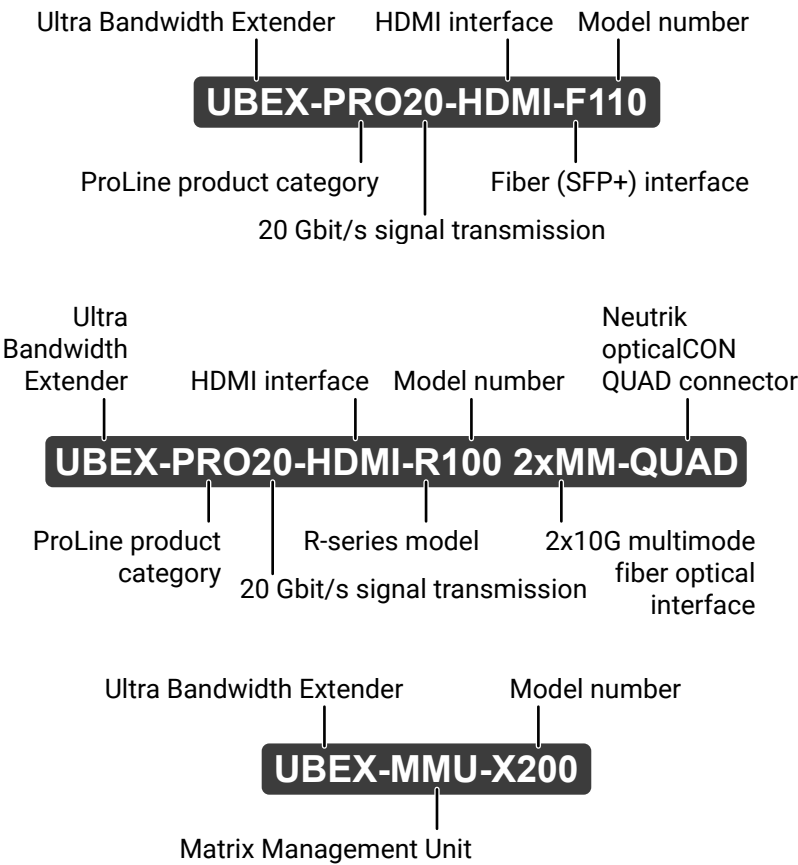 Ultra Bandwidth Extender HDMI interface Model number
UBEX-PRO20-HDMI-F110
ProLine product category Fiber (SFP+) interface
20 Gbit/s signal transmission
Ultra
Bandwidth
Extender
HDMI interface
Model number
Neutrik
opticalCON
QUAD connector
UBEX-PRO20-HDMI-R100 2xMM-QUAD
ProLine product
category
20 Gbit/s signal transmission
R-series model
2x10G multimode
fiber optical
interface
Ultra Bandwidth Extender Model number
UBEX-MMU-X200
Matrix Management Unit